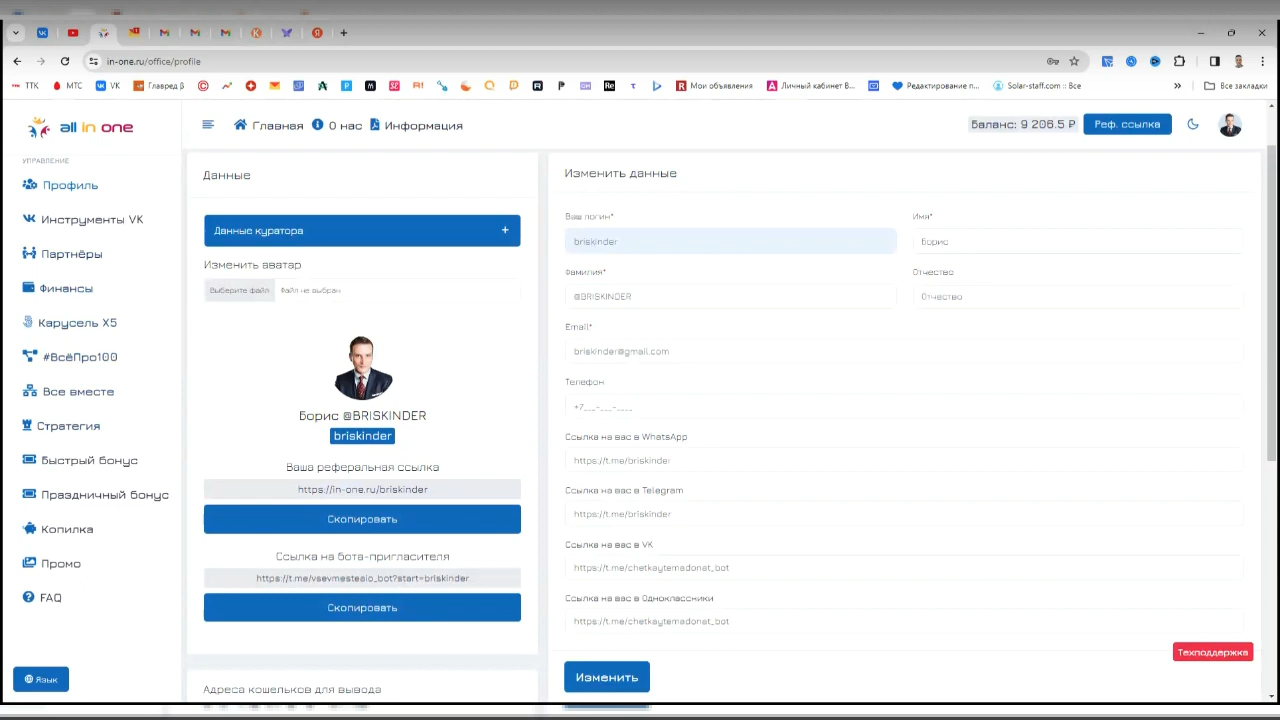 in-one.ru/office/profile
ТТК
МТС
VK
Главред β
Мои объявления
Личный кабинет B...
Редактирование п...
Solar-staff.com :: Все
Все закладки
all in one
Главная
О нас
Информация
Баланс: 9 206.5 ₽
Реф. ссылка
УПРАВЛЕНИЕ
Профиль
Инструменты VK
Партнёры
Финансы
Карусель X5
#ВсёПро100
Все вместе
Стратегия
Быстрый бонус
Праздничный бонус
Копилка
Промо
FAQ
Язык
Данные
Данные куратора +
Изменить аватар
Выберите файл Файл не выбран
Борис @BRISKINDER
briskinder
Ваша реферальная ссылка
https://in-one.ru/briskinder
Скопировать
Ссылка на бота-пригласителя
https://t.me/vsevmesteaio_bot?start=briskinder
Скопировать
Адреса кошельков для вывода
Изменить данные
Ваш логин*
briskinder
Имя*
Борис
Фамилия*
@BRISKINDER
Отчество
Отчество
Email*
briskinder@gmail.com
Телефон
+7___-___-____
Ссылка на вас в WhatsApp
https://t.me/briskinder
Ссылка на вас в Telegram
https://t.me/briskinder
Ссылка на вас в VK
https://t.me/chetkaytemadonat_bot
Ссылка на вас в Одноклассники
https://t.me/chetkaytemadonat_bot
Техподдержка
Изменить